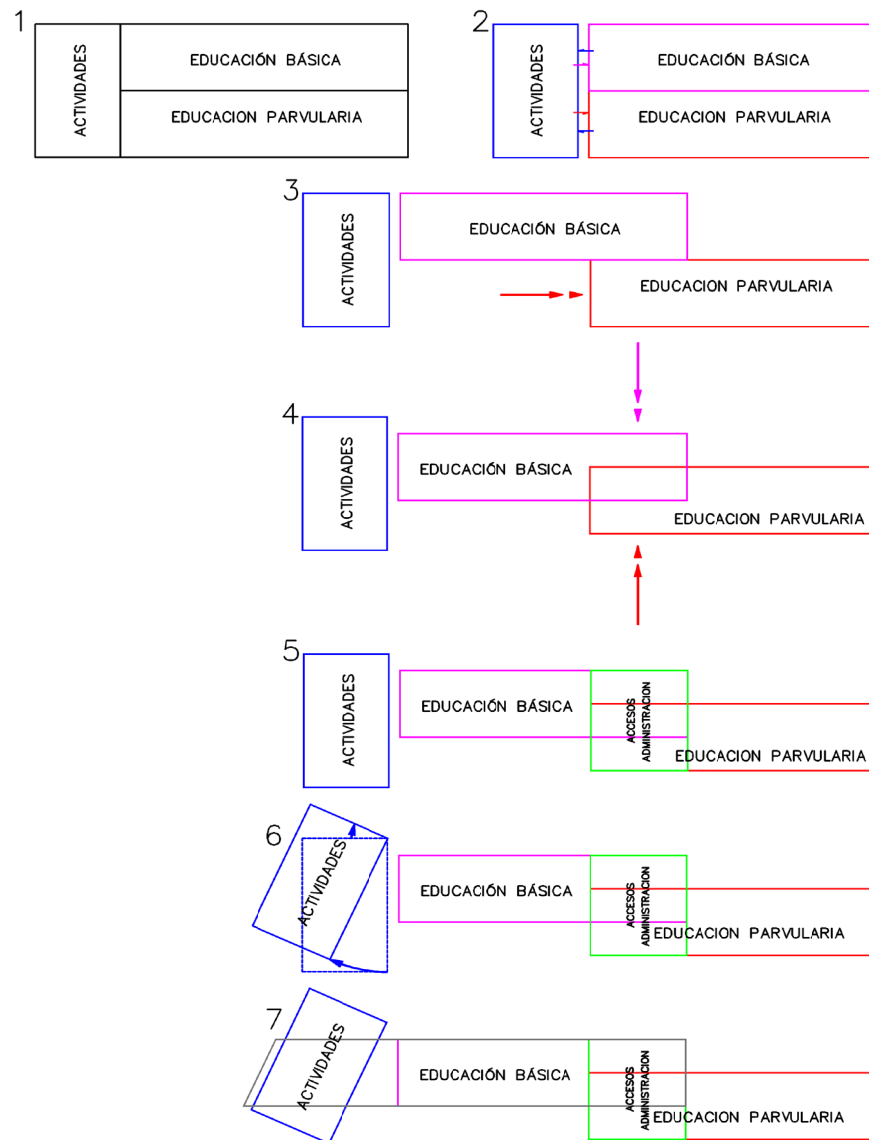 1
ACTIVIDADES
EDUCACIÓN BÁSICA
EDUCACION PARVULARIA
2
ACTIVIDADES
EDUCACIÓN BÁSICA
EDUCACION PARVULARIA
3
ACTIVIDADES
EDUCACIÓN BÁSICA
EDUCACION PARVULARIA
4
ACTIVIDADES
EDUCACIÓN BÁSICA
EDUCACION PARVULARIA
5
ACTIVIDADES
EDUCACIÓN BÁSICA
ACCESOS
ADMINISTRACION
EDUCACION PARVULARIA
6
ACTIVIDADES
EDUCACIÓN BÁSICA
ACCESOS
ADMINISTRACION
EDUCACION PARVULARIA
7
ACTIVIDADES
EDUCACIÓN BÁSICA
ACCESOS
ADMINISTRACION
EDUCACION PARVULARIA